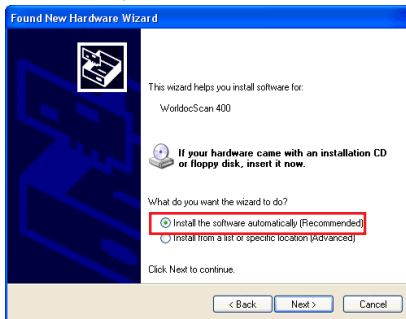 Found New Hardware Wizard
This wizard helps you install software for:
WorldocScan 400
If your hardware came with an installation CD
or floppy disk, insert it now.
What do you want the wizard to do?
Install the software automatically (Recommended)
Install from a list or specific location (Advanced)
Click Next to continue.
< Back
Next >
Cancel